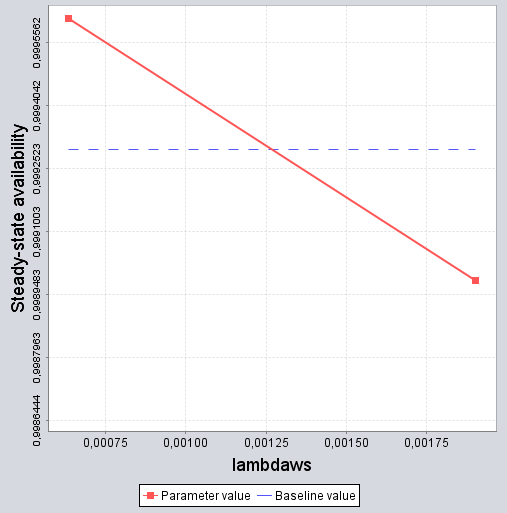 Steady-state availability
0,9995562
0,9994042
0,9992523
0,9991003
0,9989483
0,9987963
0,9986444
0,00075 0,00100 0,00125 0,00150 0,00175
lambdaws
Parameter value Baseline value